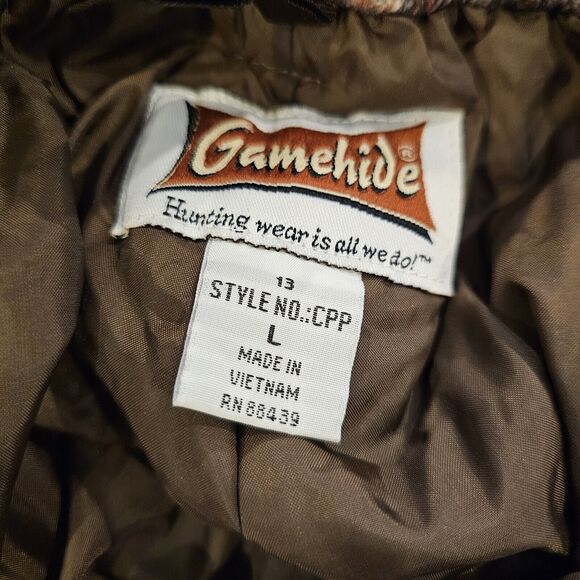 Gamehide®
Hunting wear is all we do!™
13
STYLE NO.:CPP
L
MADE IN
VIETNAM
RN 88439